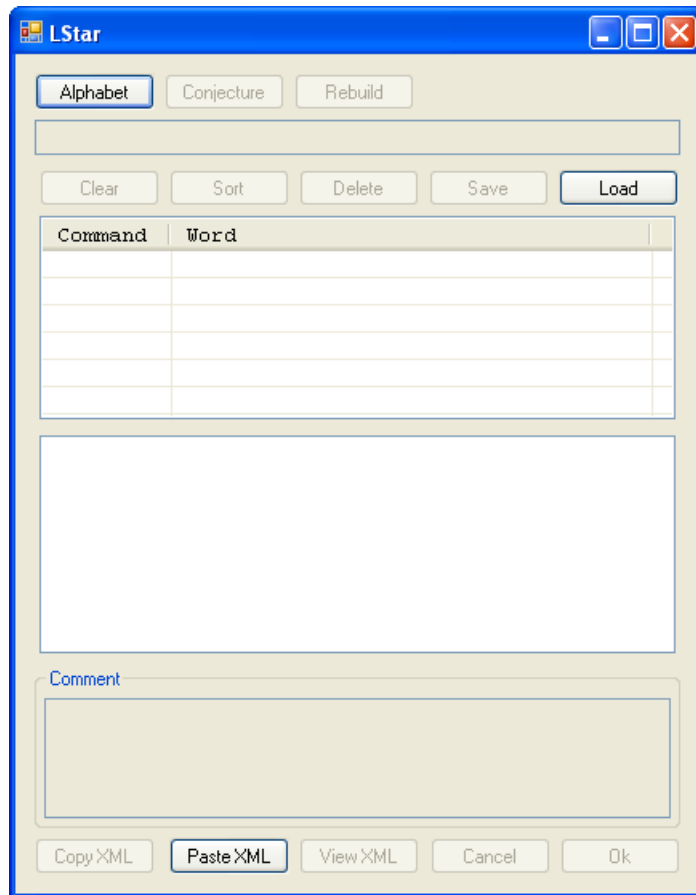 LStar
Alphabet Conjecture Rebuild
Clear Sort Delete Save Load
Command Word
Comment
Copy XML Paste XML View XML Cancel Ok